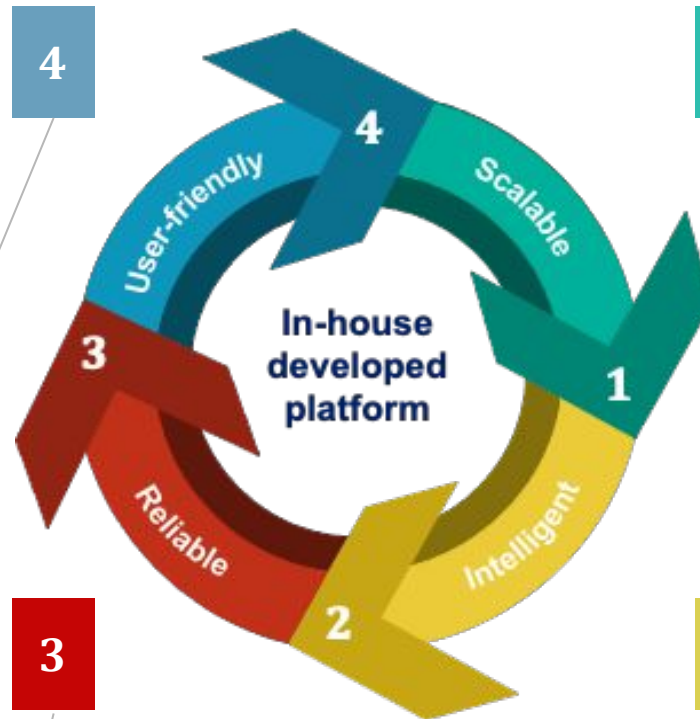 4
4
Scalable
User-friendly
In-house
developed
platform
3
1
Reliable
Intelligent
2
3